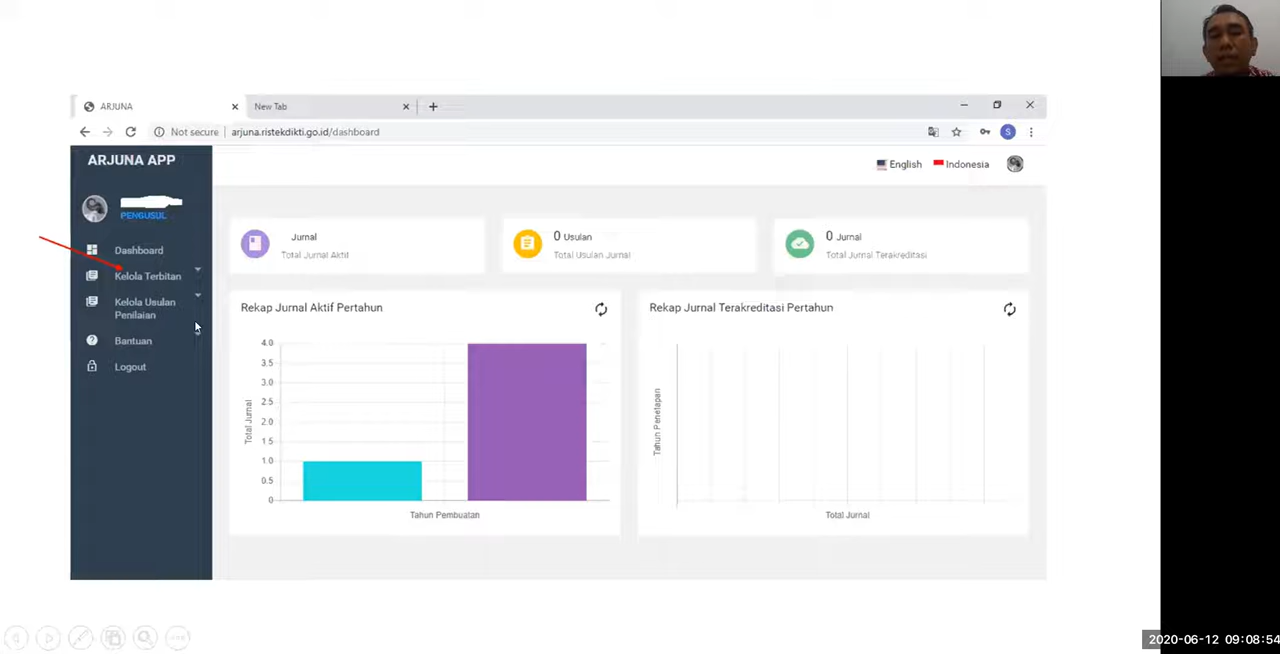 ARJUNA
New Tab
Not secure
arjuna.ristekdikti.go.id/dashboard
ARJUNA APP
English
Indonesia
PENGUSUL
Dashboard
Kelola Terbitan
Kelola Usulan
Penilaian
Bantuan
Logout
Jurnal
Total Jurnal Aktif
0 Usulan
Total Usulan Jurnal
0 Jurnal
Total Jurnal Terakreditasi
Rekap Jurnal Aktif Pertahun
4.0
3.5
3.0
2.5
2.0
1.5
1.0
0.5
0
Total Jurnal
Tahun Pembuatan
Rekap Jurnal Terakreditasi Pertahun
Tahun Penetapan
Total Jurnal
S
2020-06-12 09:08:54